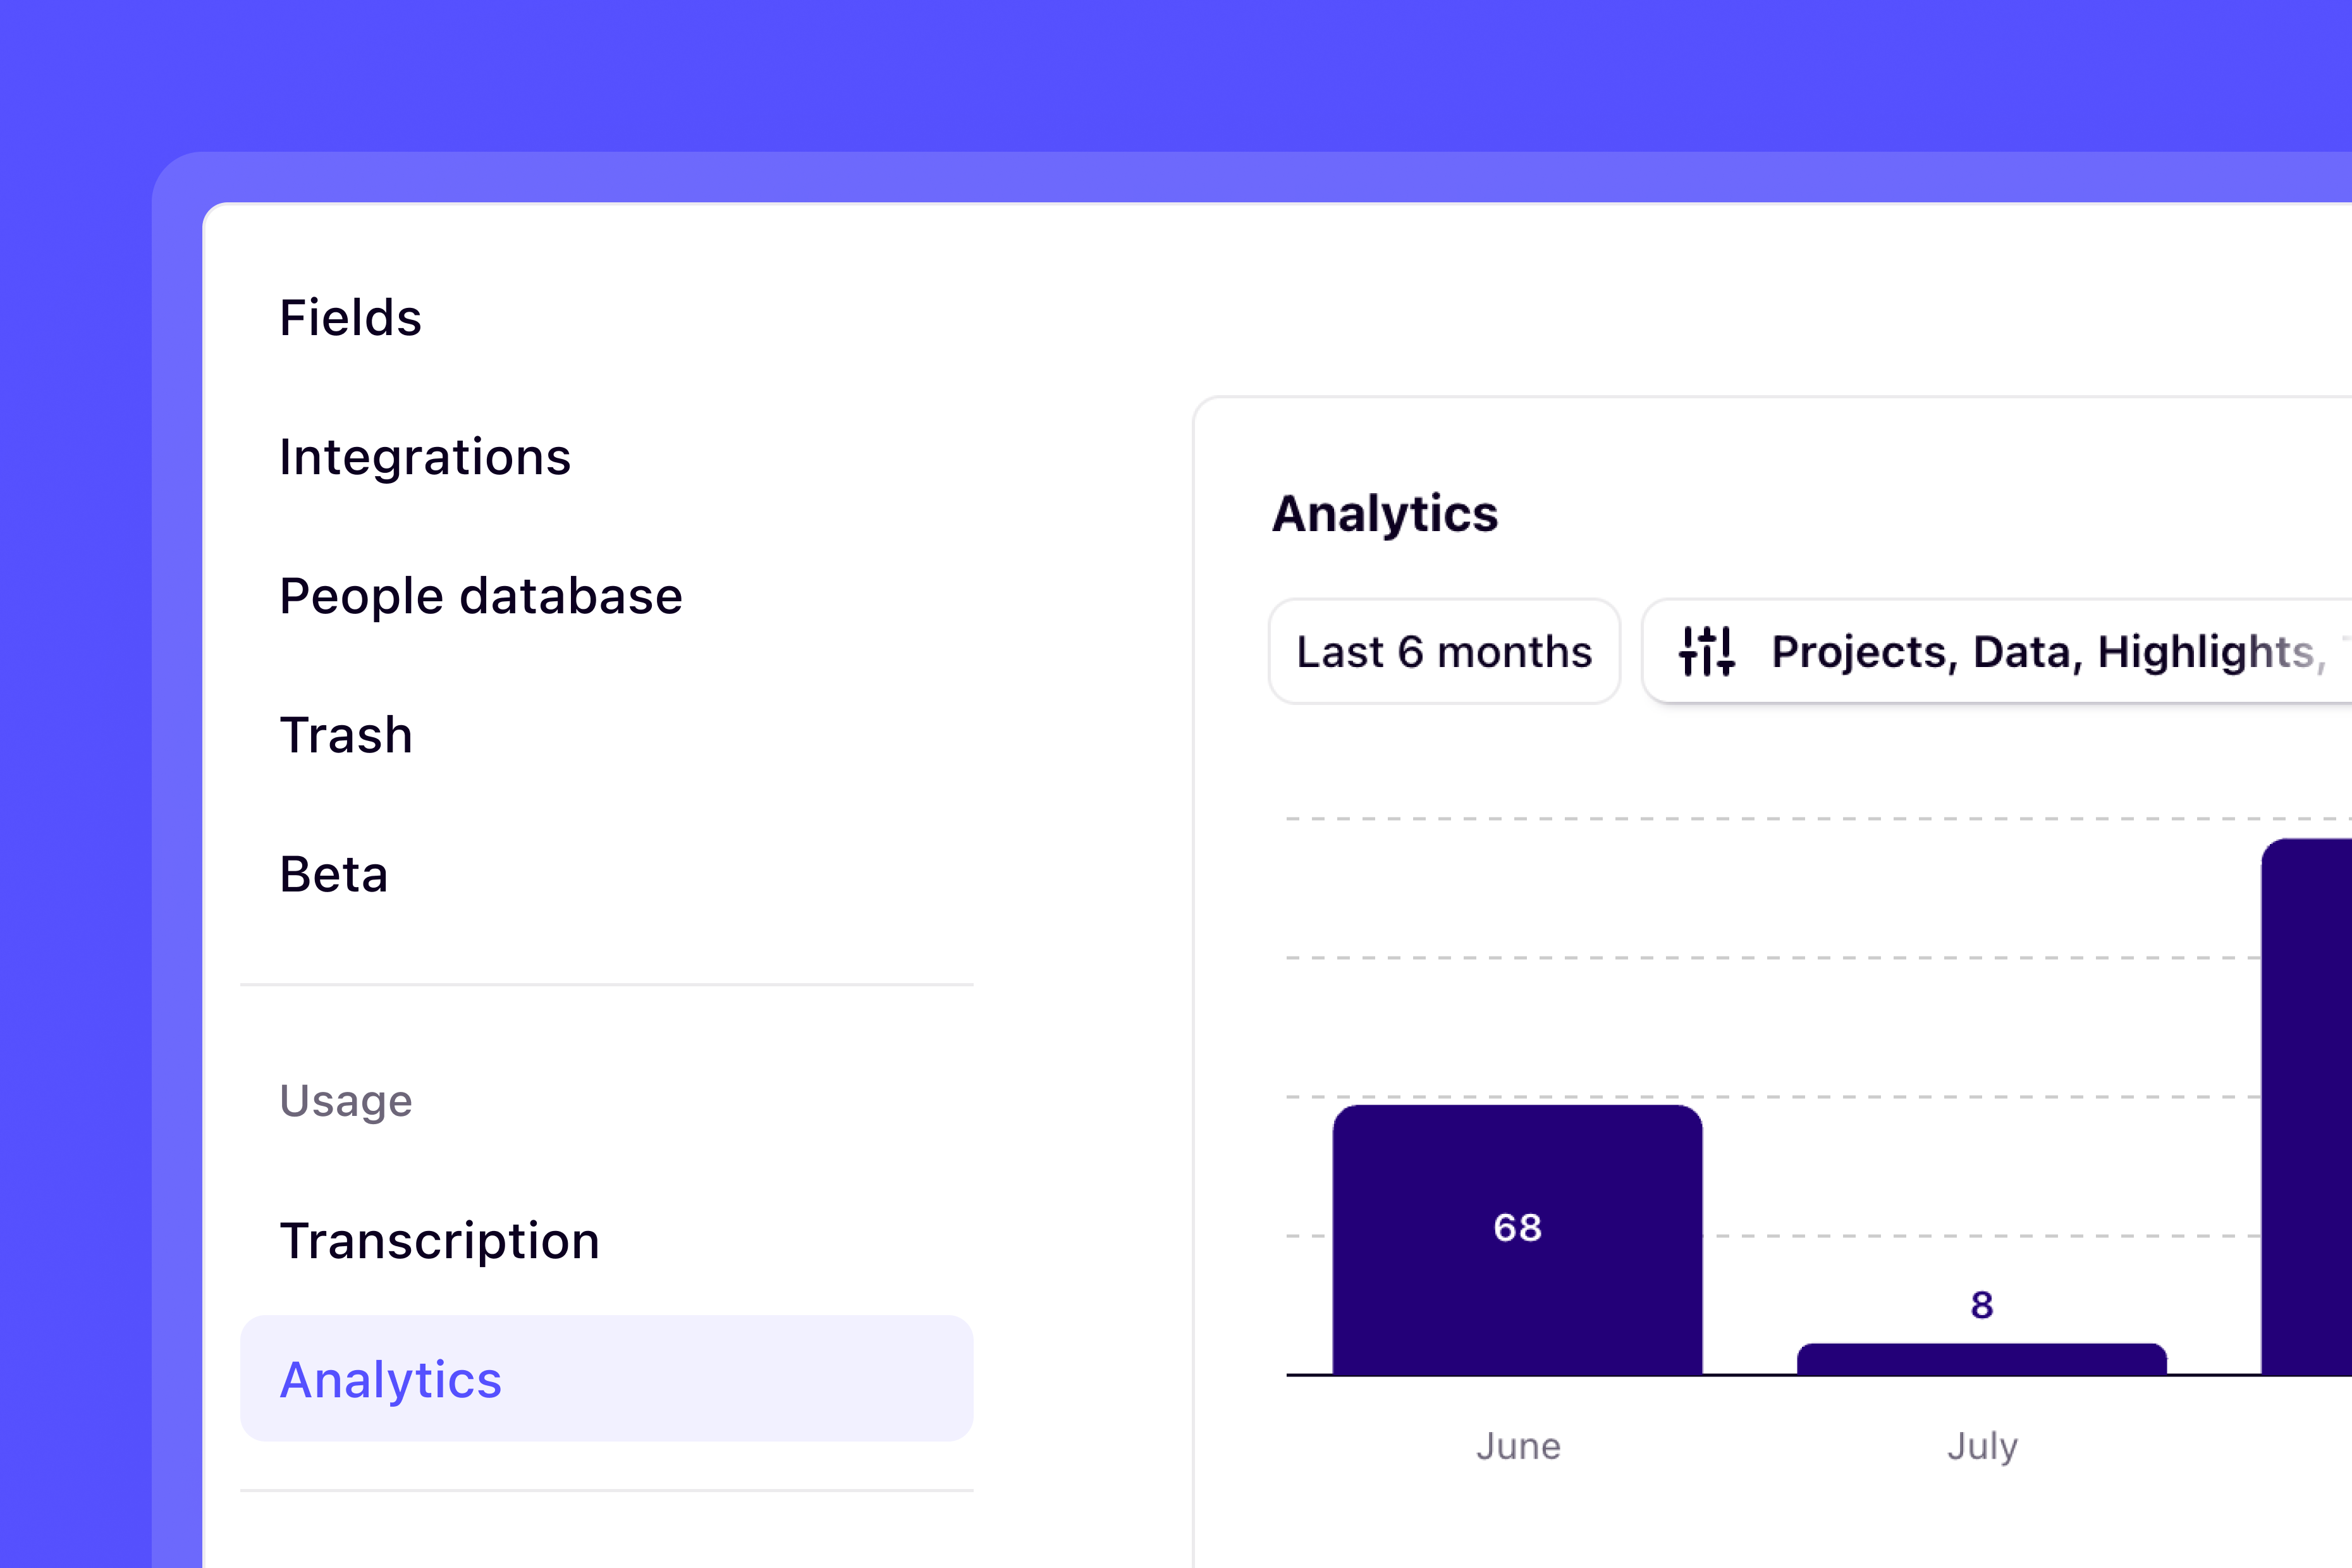 Fields
Integrations
People database
Trash
Beta
Usage
Transcription
Analytics
Analytics
Last 6 months
Projects, Data, Highlights,
68
8
June
July